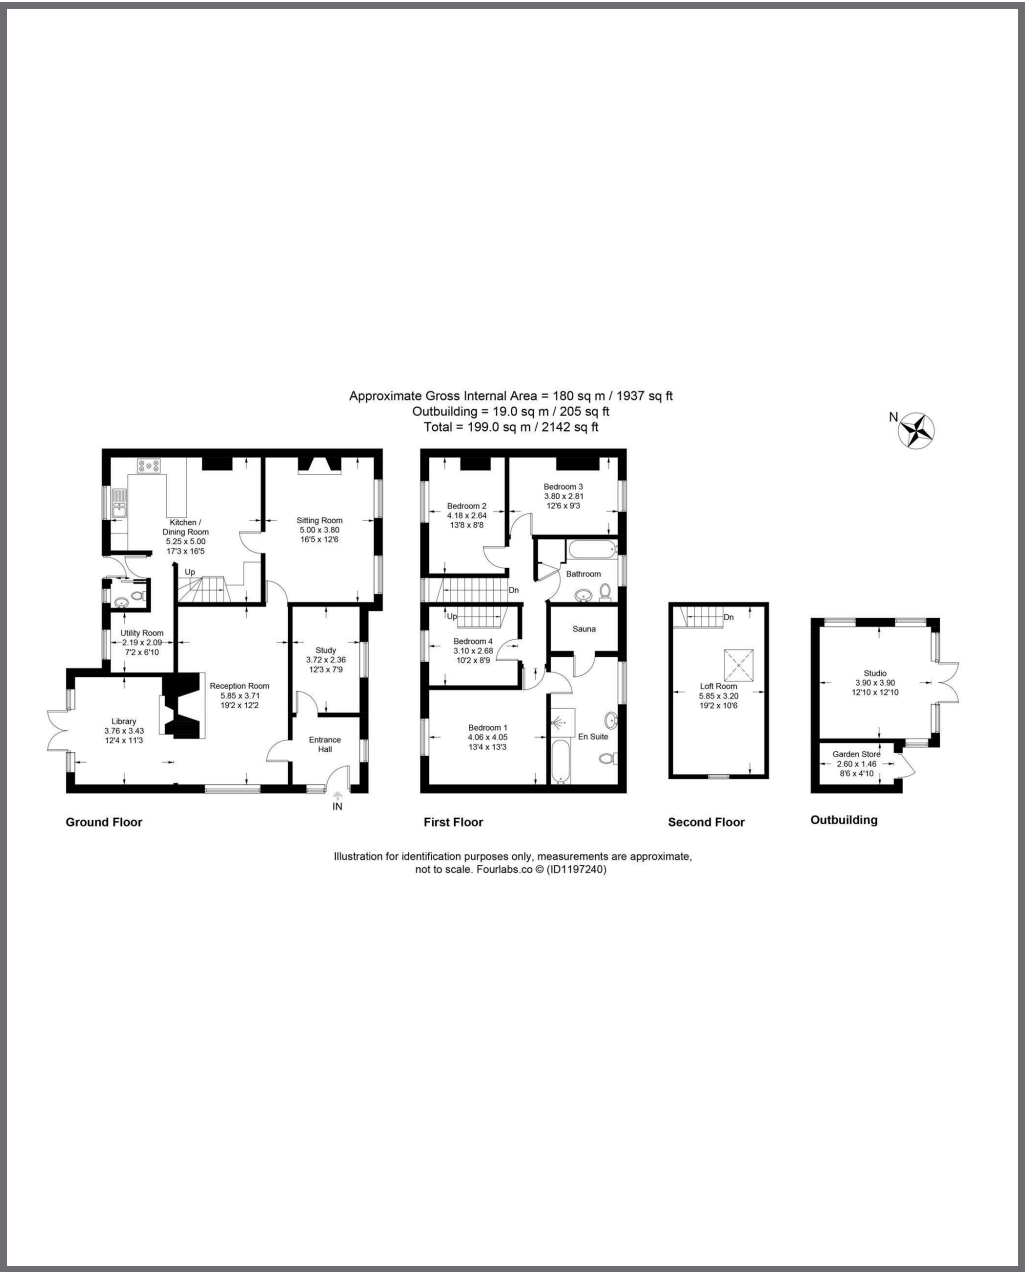 Approximate Gross Internal Area = 180 sq m / 1937 sq ft
Outbuilding = 19.0 sq m / 205 sq ft
Total = 199.0 sq m / 2142 sq ft
N
Kitchen /
Dining Room
5.25 x 5.00
17'3 x 16'5
Up
Sitting Room
5.00 x 3.80
16'5 x 12'6
Utility Room
2.19 x 2.09
7'2 x 6'10
Study
3.72 x 2.36
12'3 x 7'9
Reception Room
5.85 x 3.71
19'2 x 12'2
Library
3.76 x 3.43
12'4 x 11'3
Entrance
Hall
IN
Ground Floor
Bedroom 2
4.18 x 2.64
13'8 x 8'8
Bedroom 3
3.80 x 2.81
12'6 x 9'3
Bathroom
Dn
Up
Bedroom 4
3.10 x 2.68
10'2 x 8'9
Sauna
Bedroom 1
4.06 x 4.05
13'4 x 13'3
En Suite
First Floor
Dn
Loft Room
5.85 x 3.20
19'2 x 10'6
Second Floor
Studio
3.90 x 3.90
12'10 x 12'10
Garden Store
2.60 x 1.46
8'6 x 4'10
Outbuilding
Illustration for identification purposes only, measurements are approximate,
not to scale. Fourlabs.co © (ID1197240)